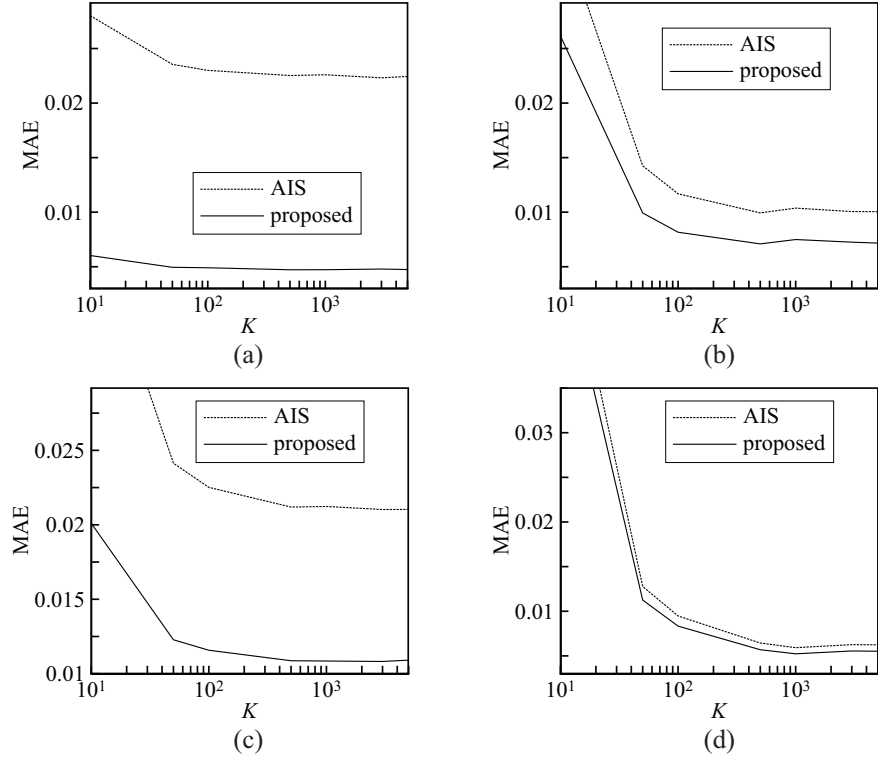 0.02
0.01
MAE
AIS
proposed
10¹
10²
10³
K
(a)
0.02
0.01
MAE
AIS
proposed
10¹
10²
10³
K
(b)
0.025
0.02
0.015
0.01
MAE
AIS
proposed
10¹
10²
10³
K
(c)
0.03
0.02
0.01
MAE
AIS
proposed
10¹
10²
10³
K
(d)